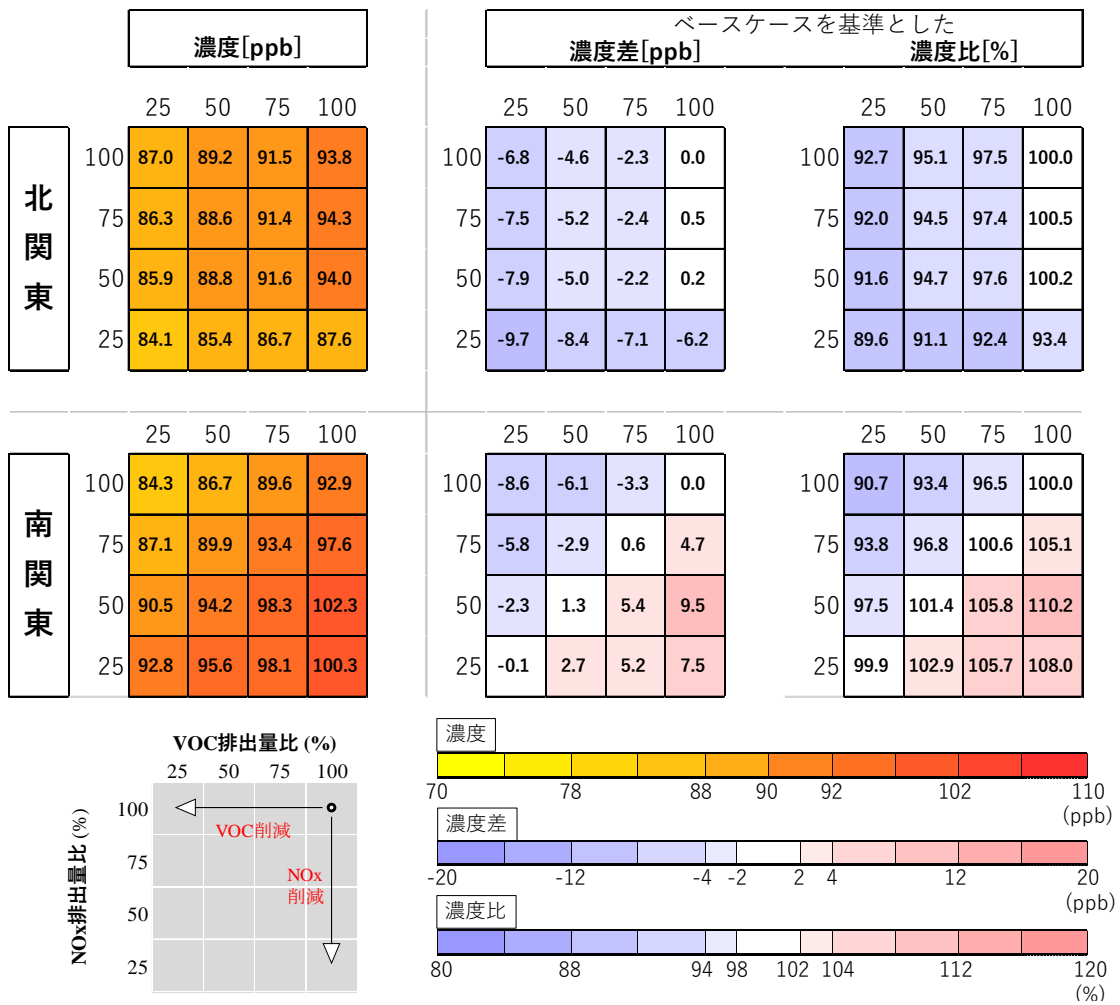 ベースケースを基準とした
濃度[ppb] 濃度差[ppb] 濃度比[%]
25 50 75 100 25 50 75 100 25 50 75 100
北関東
100 87.0 89.2 91.5 93.8 -6.8 -4.6 -2.3 0.0 100 92.7 95.1 97.5 100.0
75 86.3 88.6 91.4 94.3 75 -7.5 -5.2 -2.4 0.5 75 92.0 94.5 97.4 100.5
50 85.9 88.8 91.6 94.0 50 -7.9 -5.0 -2.2 0.2 50 91.6 94.7 97.6 100.2
25 84.1 85.4 86.7 87.6 25 -9.7 -8.4 -7.1 -6.2 25 89.6 91.1 92.4 93.4
25 50 75 100 25 50 75 100 25 50 75 100
南関東
100 84.3 86.7 89.6 92.9 100 -8.6 -6.1 -3.3 0.0 100 90.7 93.4 96.5 100.0
75 87.1 89.9 93.4 97.6 75 -5.8 -2.9 0.6 4.7 75 93.8 96.8 100.6 105.1
50 90.5 94.2 98.3 102.3 50 -2.3 1.3 5.4 9.5 50 97.5 101.4 105.8 110.2
25 92.8 95.6 98.1 100.3 25 -0.1 2.7 5.2 7.5 25 99.9 102.9 105.7 108.0
VOC排出量比 (%)
25 50 75 100
NOx排出量比 (%)
100
75
50
25
VOC削減
NOx
削減
濃度
70 78 88 90 92 102 110
(ppb)
濃度差
-20 -12 -4 -2 2 4 12 20
(ppb)
濃度比
80 88 94 98 102 104 112 120
(%)